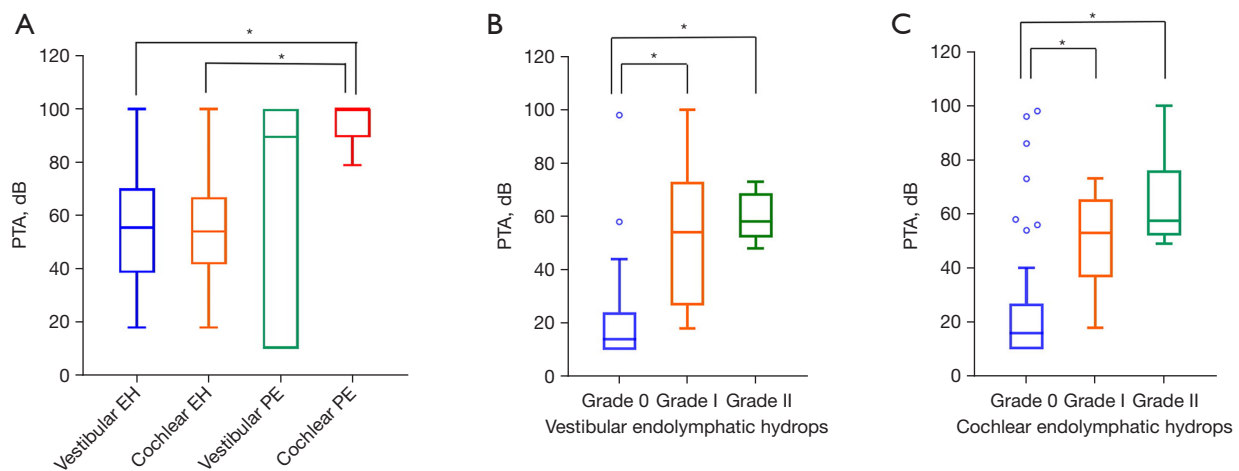 A
B
C
*
*
*
*
*
*
120
100
80
60
40
20
0
PTA, dB
Vestibular EH
Cochlear EH
Vestibular PE
Cochlear PE
120
100
80
60
40
20
0
PTA, dB
Grade 0 Grade I Grade II
Vestibular endolymphatic hydrops
120
100
80
60
40
20
0
PTA, dB
Grade 0 Grade I Grade II
Cochlear endolymphatic hydrops